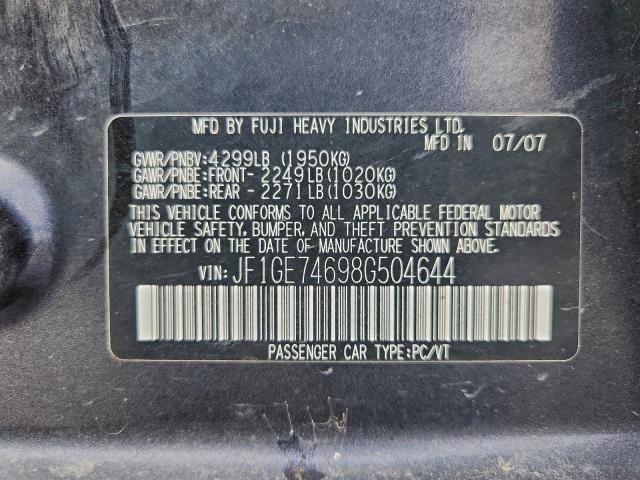 MFD BY FUJI HEAVY INDUSTRIES LTD.
MFD IN 07/07
GVWR/PNBV:4299LB (1950KG)
GAWR/PNBE:FRONT- 2249LB(1020KG)
GAWR/PNBE:REAR - 2271LB(1030KG)
THIS VEHICLE CONFORMS TO ALL APPLICABLE FEDERAL MOTOR
VEHICLE SAFETY, BUMPER, AND THEFT PREVENTION STANDARDS
IN EFFECT ON THE DATE OF MANUFACTURE SHOWN ABOVE.
VIN: JF1GE74698G504644
PASSENGER CAR TYPE:PC/VT